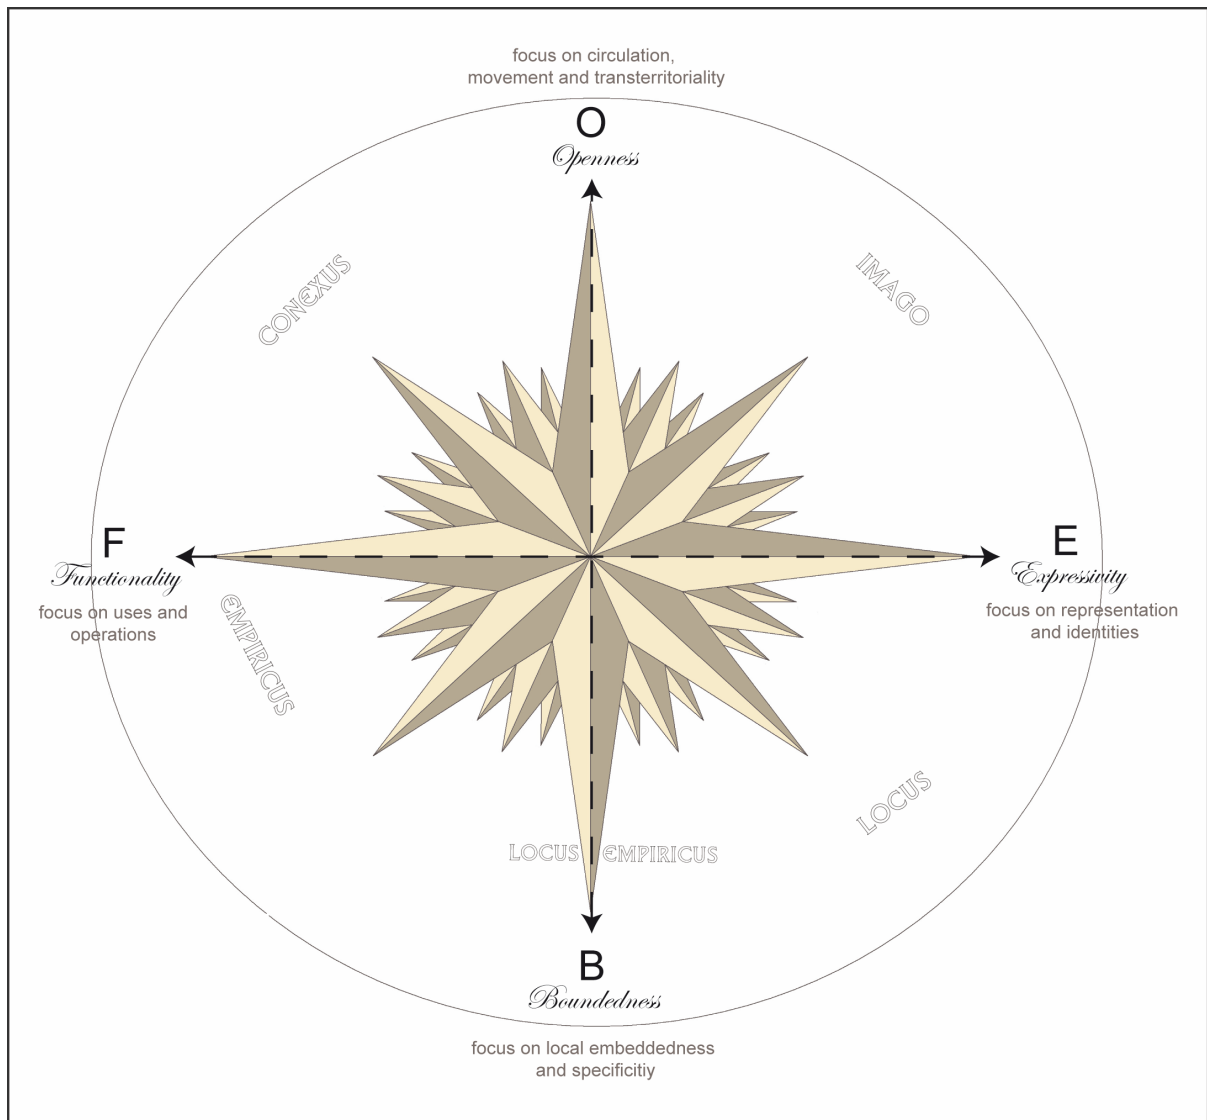 focus on circulation,
movement and transterritoriality
O
Openness
CONEXUS
IMAGO
F
Functionality
focus on uses and
operations
E
Expressivity
focus on representation
and identities
EMPIRICUS
LOCUS
LOCUS EMPIRICUS
B
Boundedness
focus on local embeddedness
and specificitiy